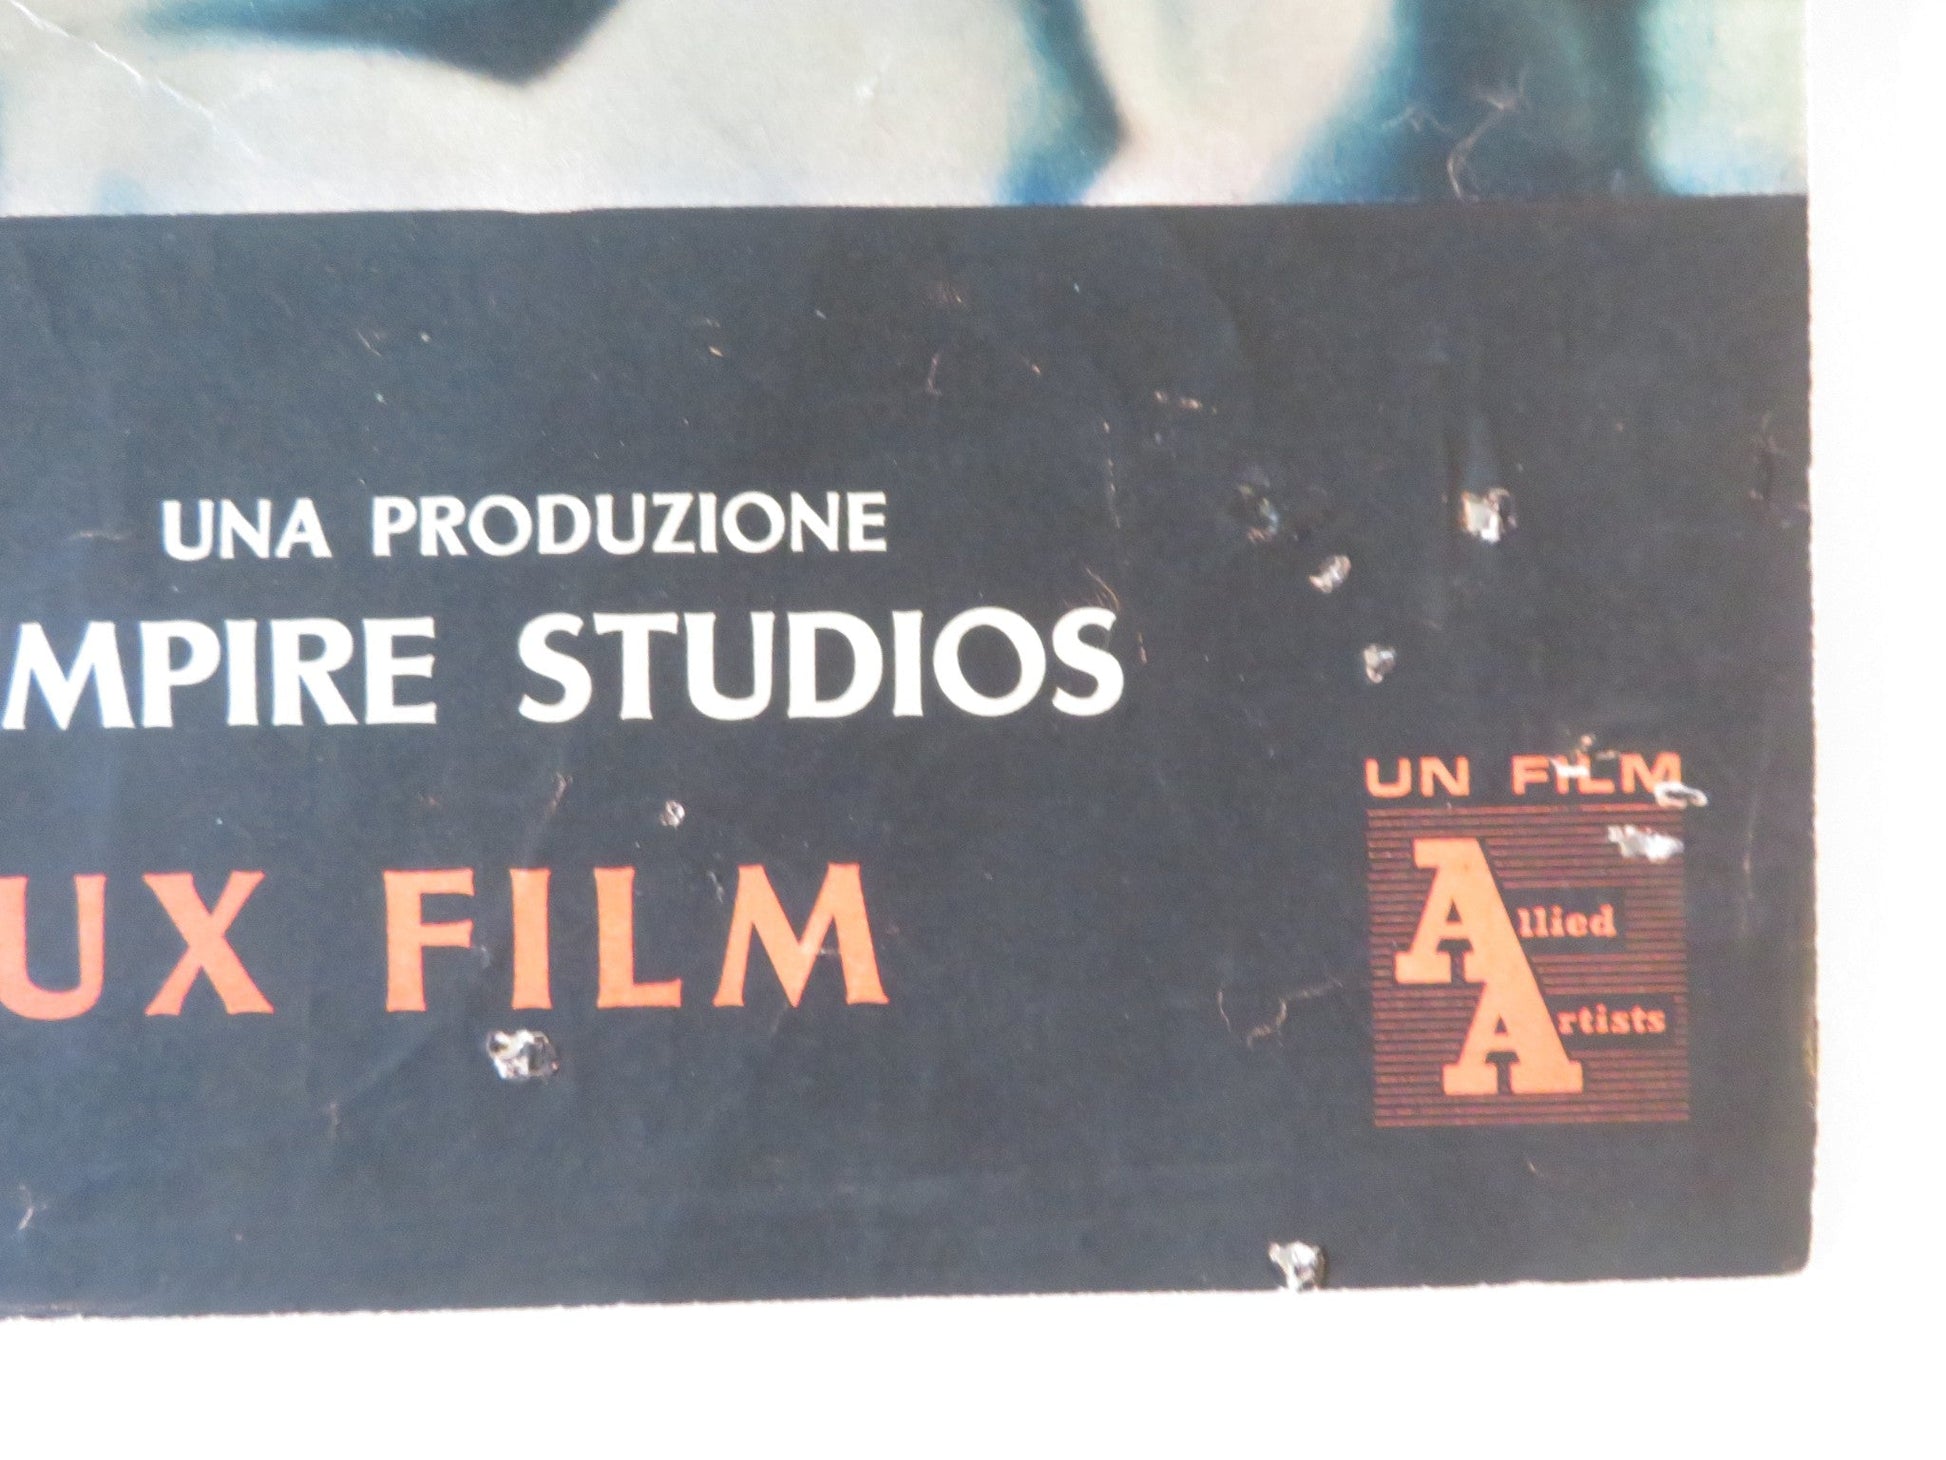 UNA PRODUZIONE
MPIRE STUDIOS
UX FILM
UN FILM
Allied
Artists